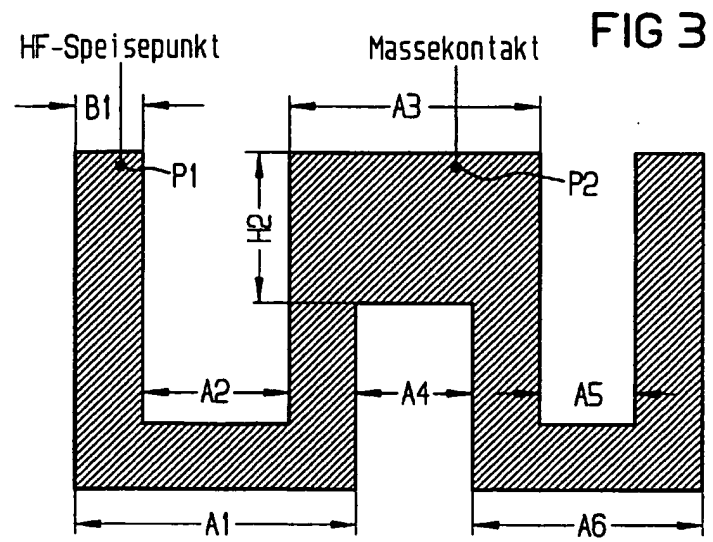 FIG 3
HF-Speisepunkt
Massekontakt
B1
A3
P1
P2
H2
A2
A4
A5
A1
A6